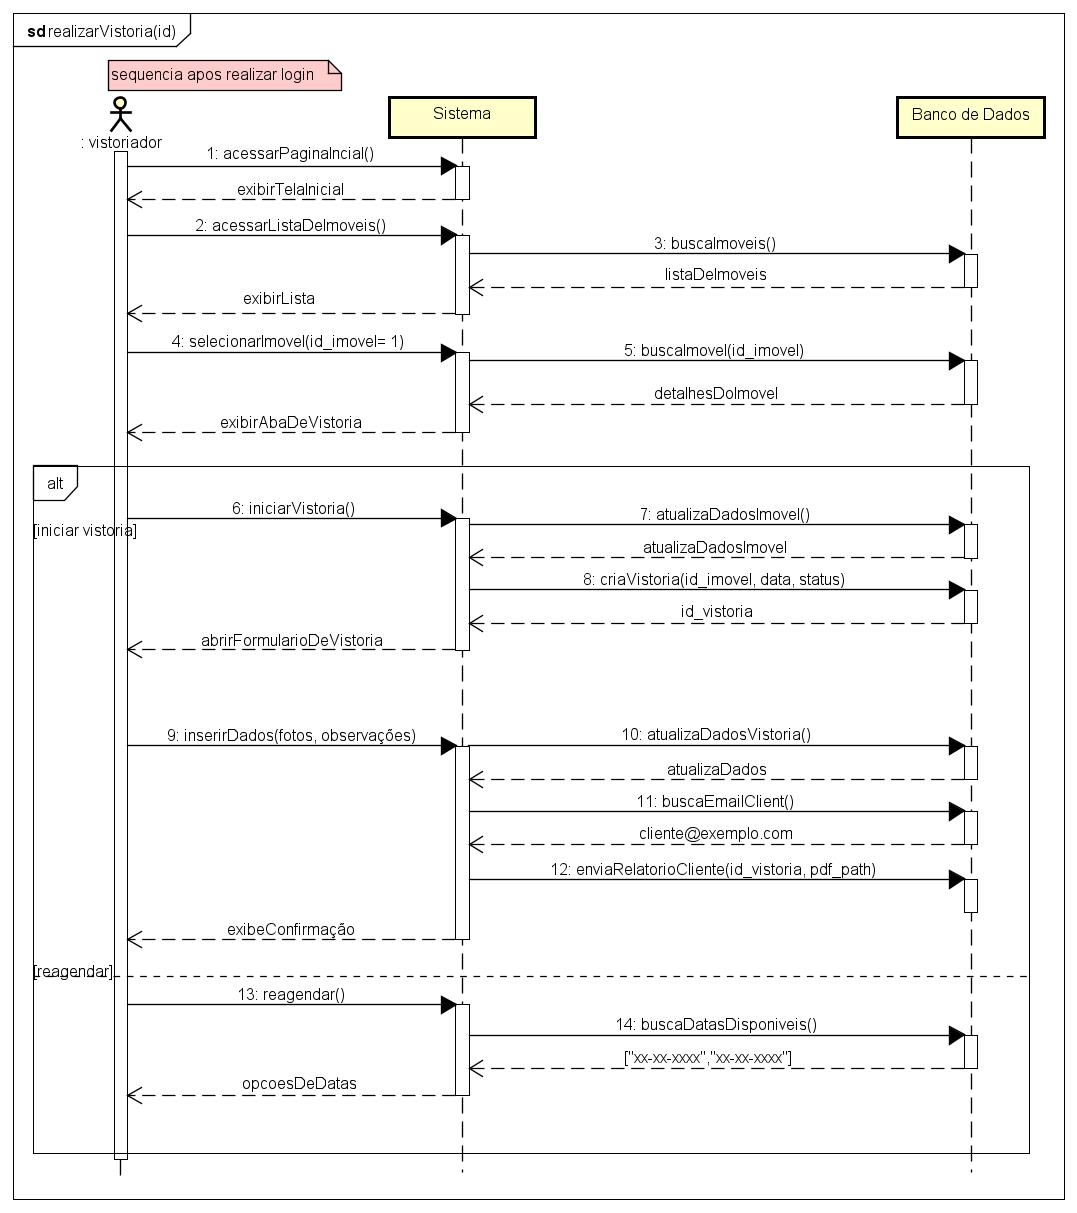 sd realizarVistoria(id)
sequencia apos realizar login
: vistoriador
Sistema
Banco de Dados
1: acessarPaginaIncial()
exibirTelaInicial
2: acessarListaDeImoveis()
3: buscaImoveis()
listaDeImoveis
exibirLista
4: selecionarImovel(id_imovel= 1)
5: buscaImovel(id_imovel)
detalhesDoImovel
exibirAbaDeVistoria
alt
[iniciar vistoria]
6: iniciarVistoria()
7: atualizaDadosImovel()
atualizaDadosImovel
8: criaVistoria(id_imovel, data, status)
id_vistoria
abrirFormularioDeVistoria
9: inserirDados(fotos, observações)
10: atualizaDadosVistoria()
atualizaDados
11: buscaEmailClient()
cliente@exemplo.com
12: enviaRelatorioCliente(id_vistoria, pdf_path)
exibeConfirmação
[reagendar]
13: reagendar()
14: buscaDatasDisponiveis()
["xx-xx-xxxx","xx-xx-xxxx"]
opcoesDeDatas